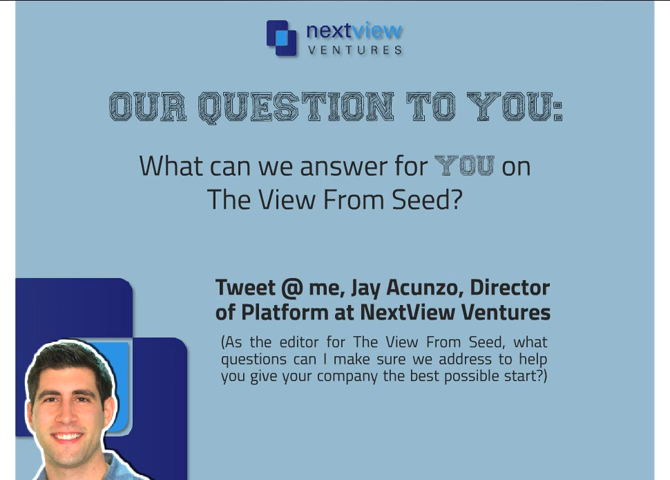 nextview
VENTURES
OUR QUESTION TO YOU:
What can we answer for YOU on
The View From Seed?
Tweet @ me, Jay Acunzo, Director
of Platform at NextView Ventures
(As the editor for The View From Seed, what
questions can I make sure we address to help
you give your company the best possible start?)